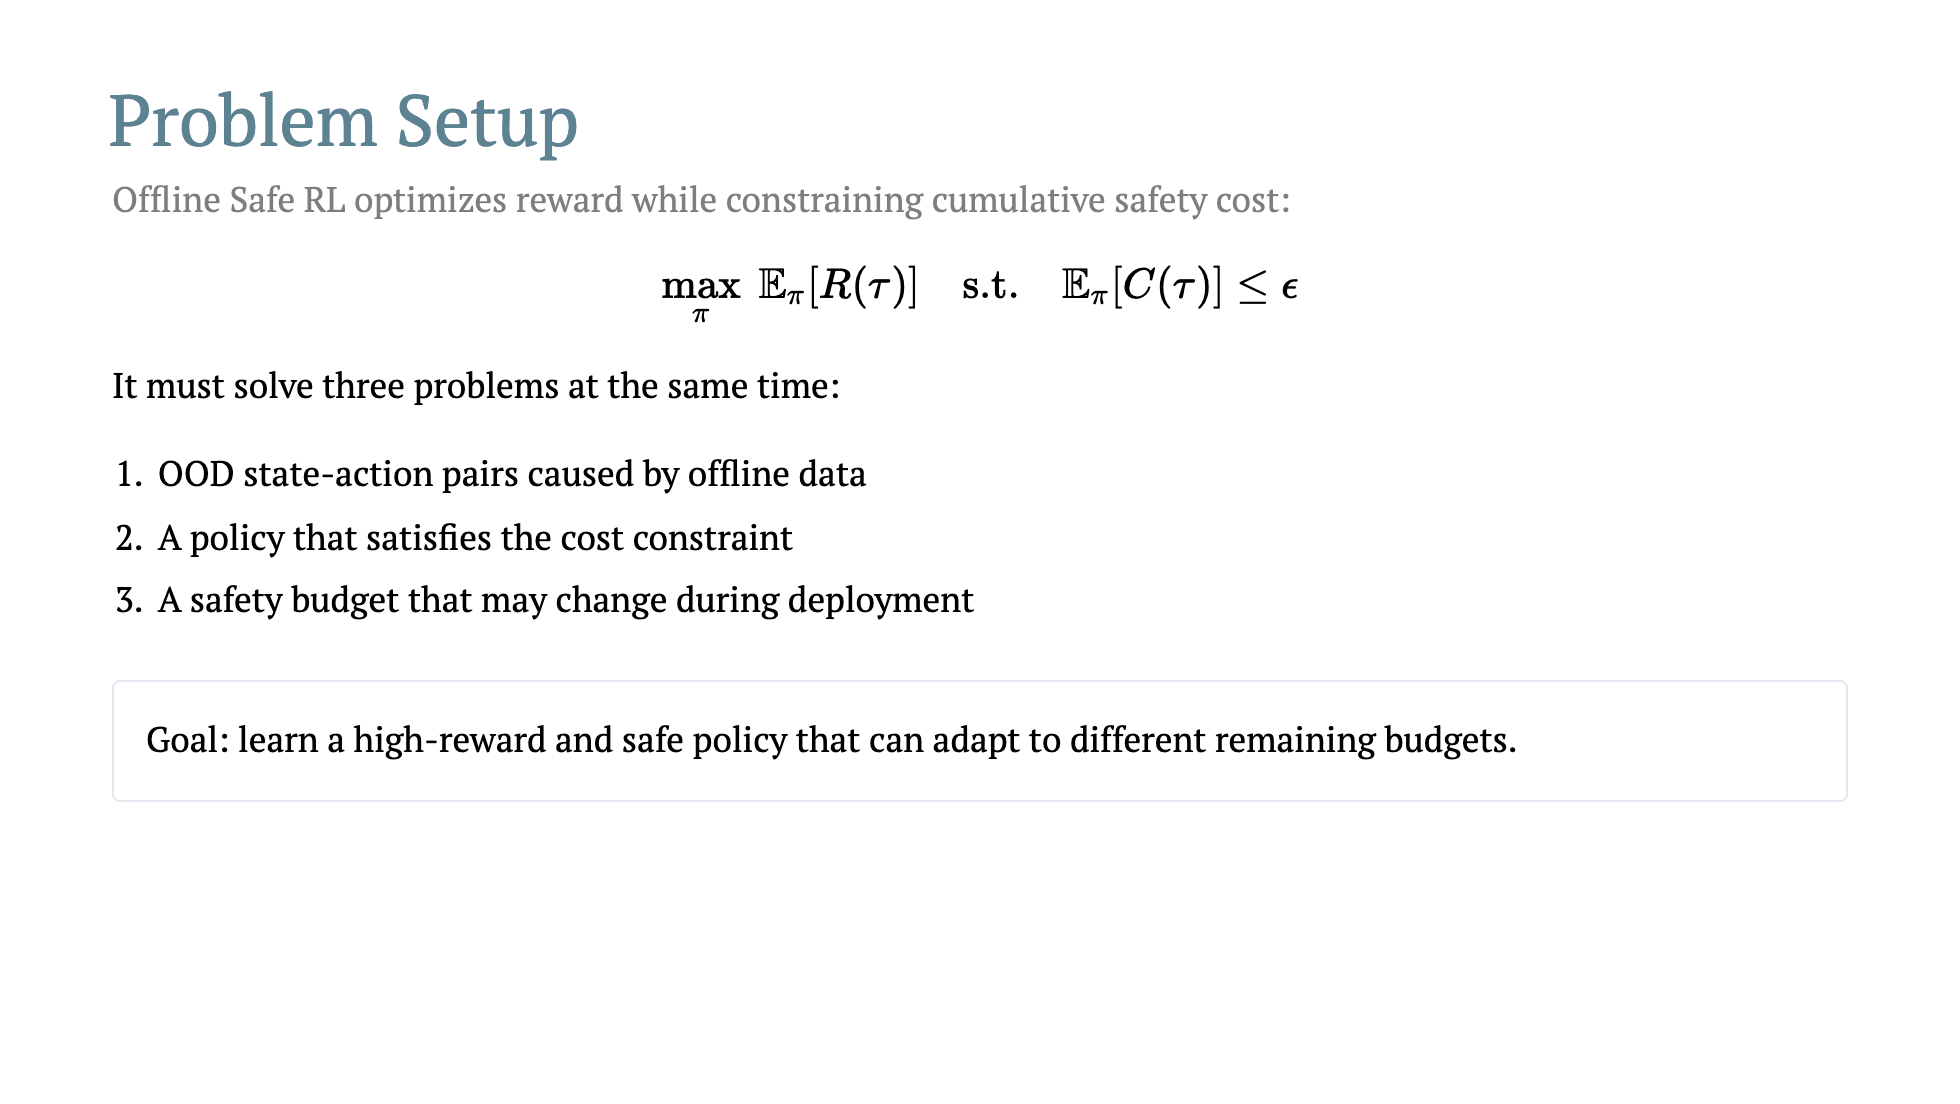 Problem Setup
Offline Safe RL optimizes reward while constraining cumulative safety cost:
max_π 𝔼_π[R(τ)] s.t. 𝔼_π[C(τ)] ≤ ϵ
It must solve three problems at the same time:
1. OOD state-action pairs caused by offline data
2. A policy that satisfies the cost constraint
3. A safety budget that may change during deployment
Goal: learn a high-reward and safe policy that can adapt to different remaining budgets.